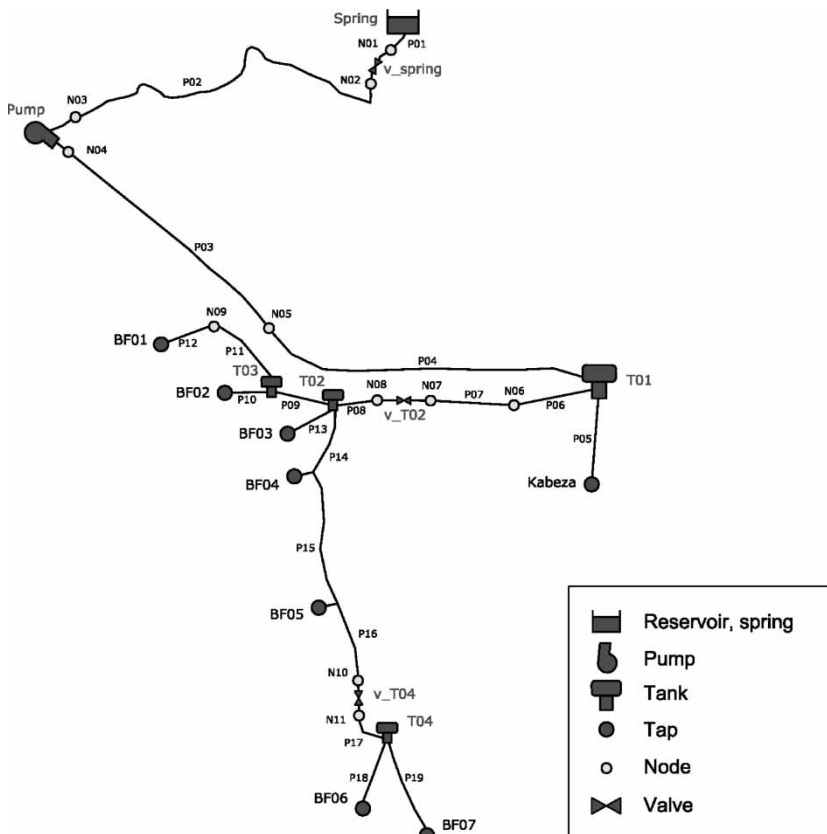 Spring
N01
P01
v_spring
N02
P02
N03
Pump
N04
P03
N05
N09
BF01
P12
P11
P04
T03
T02
T01
BF02
P10
P09
P08
N08
N07
P07
N06
P06
v_T02
BF03
P13
P05
P14
BF04
Kabeza
P15
BF05
P16
N10
v_T04
N11
T04
P17
P18
P19
BF06
BF07
Reservoir, spring
Pump
Tank
Tap
Node
Valve